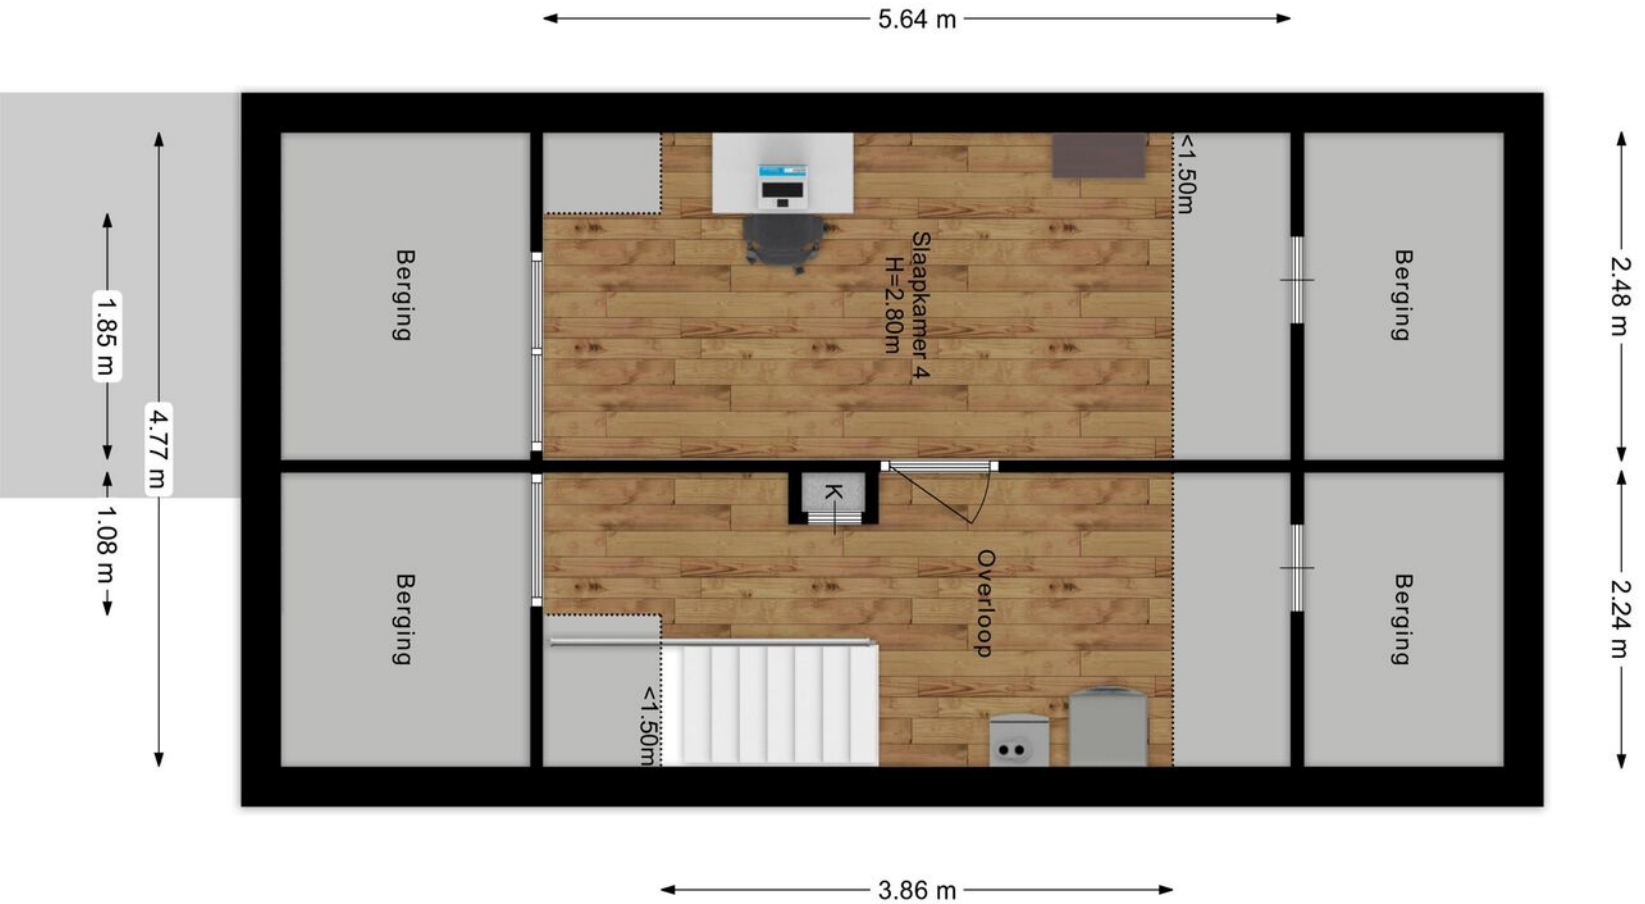 5.64 m
<1.50m
Berging
Slaapkamer 4
H=2.80m
Berging
2.48 m
1.85 m
4.77 m
K
1.08 m
Berging
Overloop
Berging
2.24 m
<1.50m
3.86 m